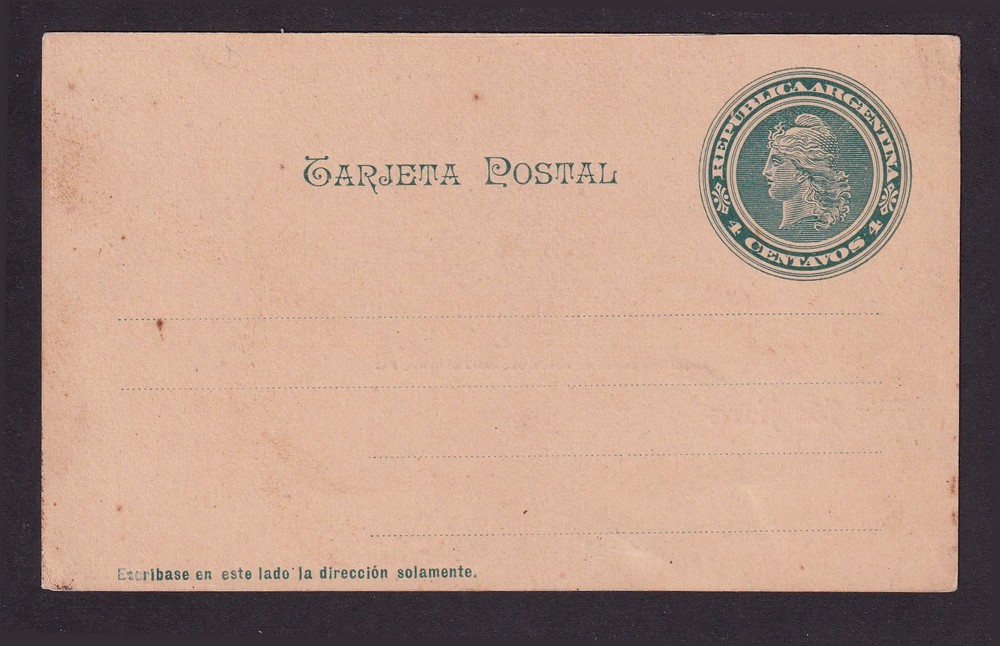 TARJETA POSTAL
REPUBLICA ARGENTINA
4 CENTAVOS 4
Escribase en este lado la dirección solamente.